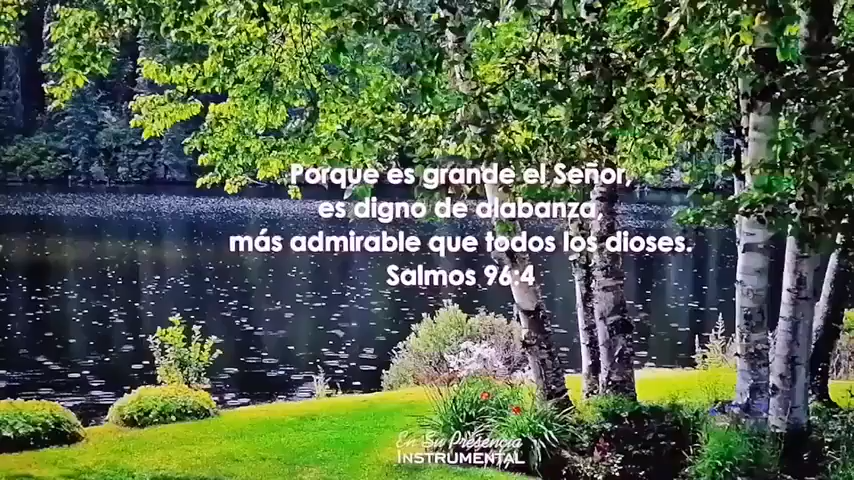 Porque es grande el Señor,
es digno de alabanza,
más admirable que todos los dioses.
Salmos 96:4
En Su Presencia
INSTRUMENTAL